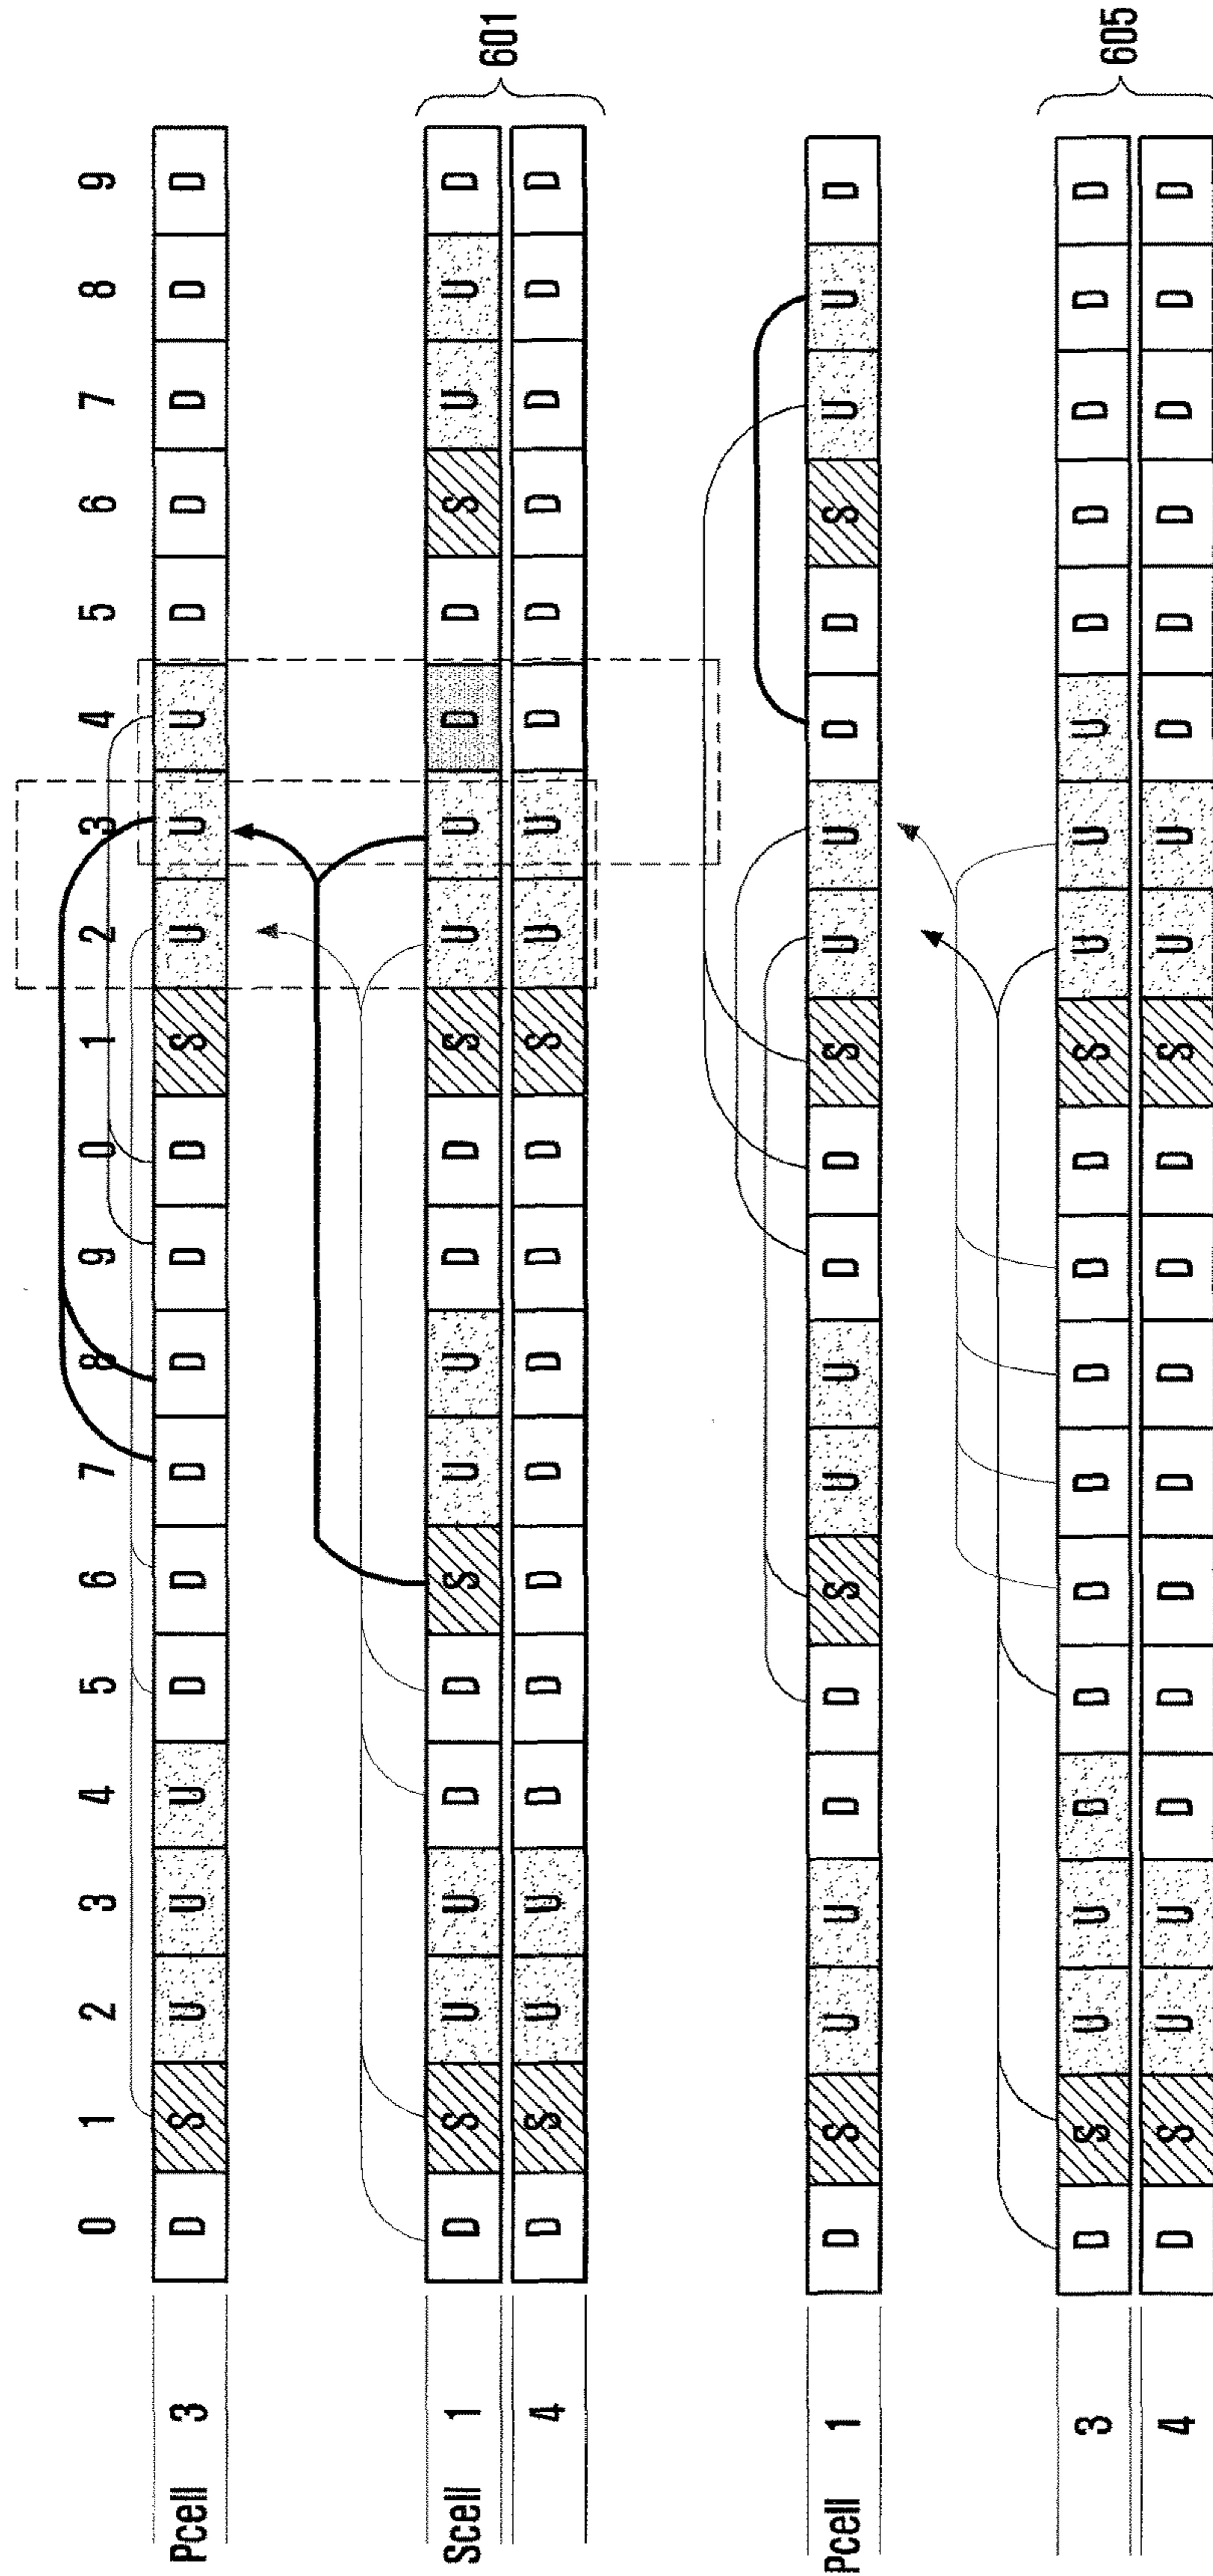 0 1 2 3 4 5 6 7 8 9 0 1 2 3 4 5 6 7 8 9
Pcell 3 D S U U U D D D D D D S U U U D D D D D
Scell 1 D S U U D D S U U D D S U U D D S U U D
4 D S U U D D D D D D D S U U D D D D D D
601
Pcell 1 D S U U D D S U U D D S U U D D S U U D
3 D S U U D D D D D D D S U U U D D D D D
4 D S U U D D D D D D D S U U D D D D D D
605